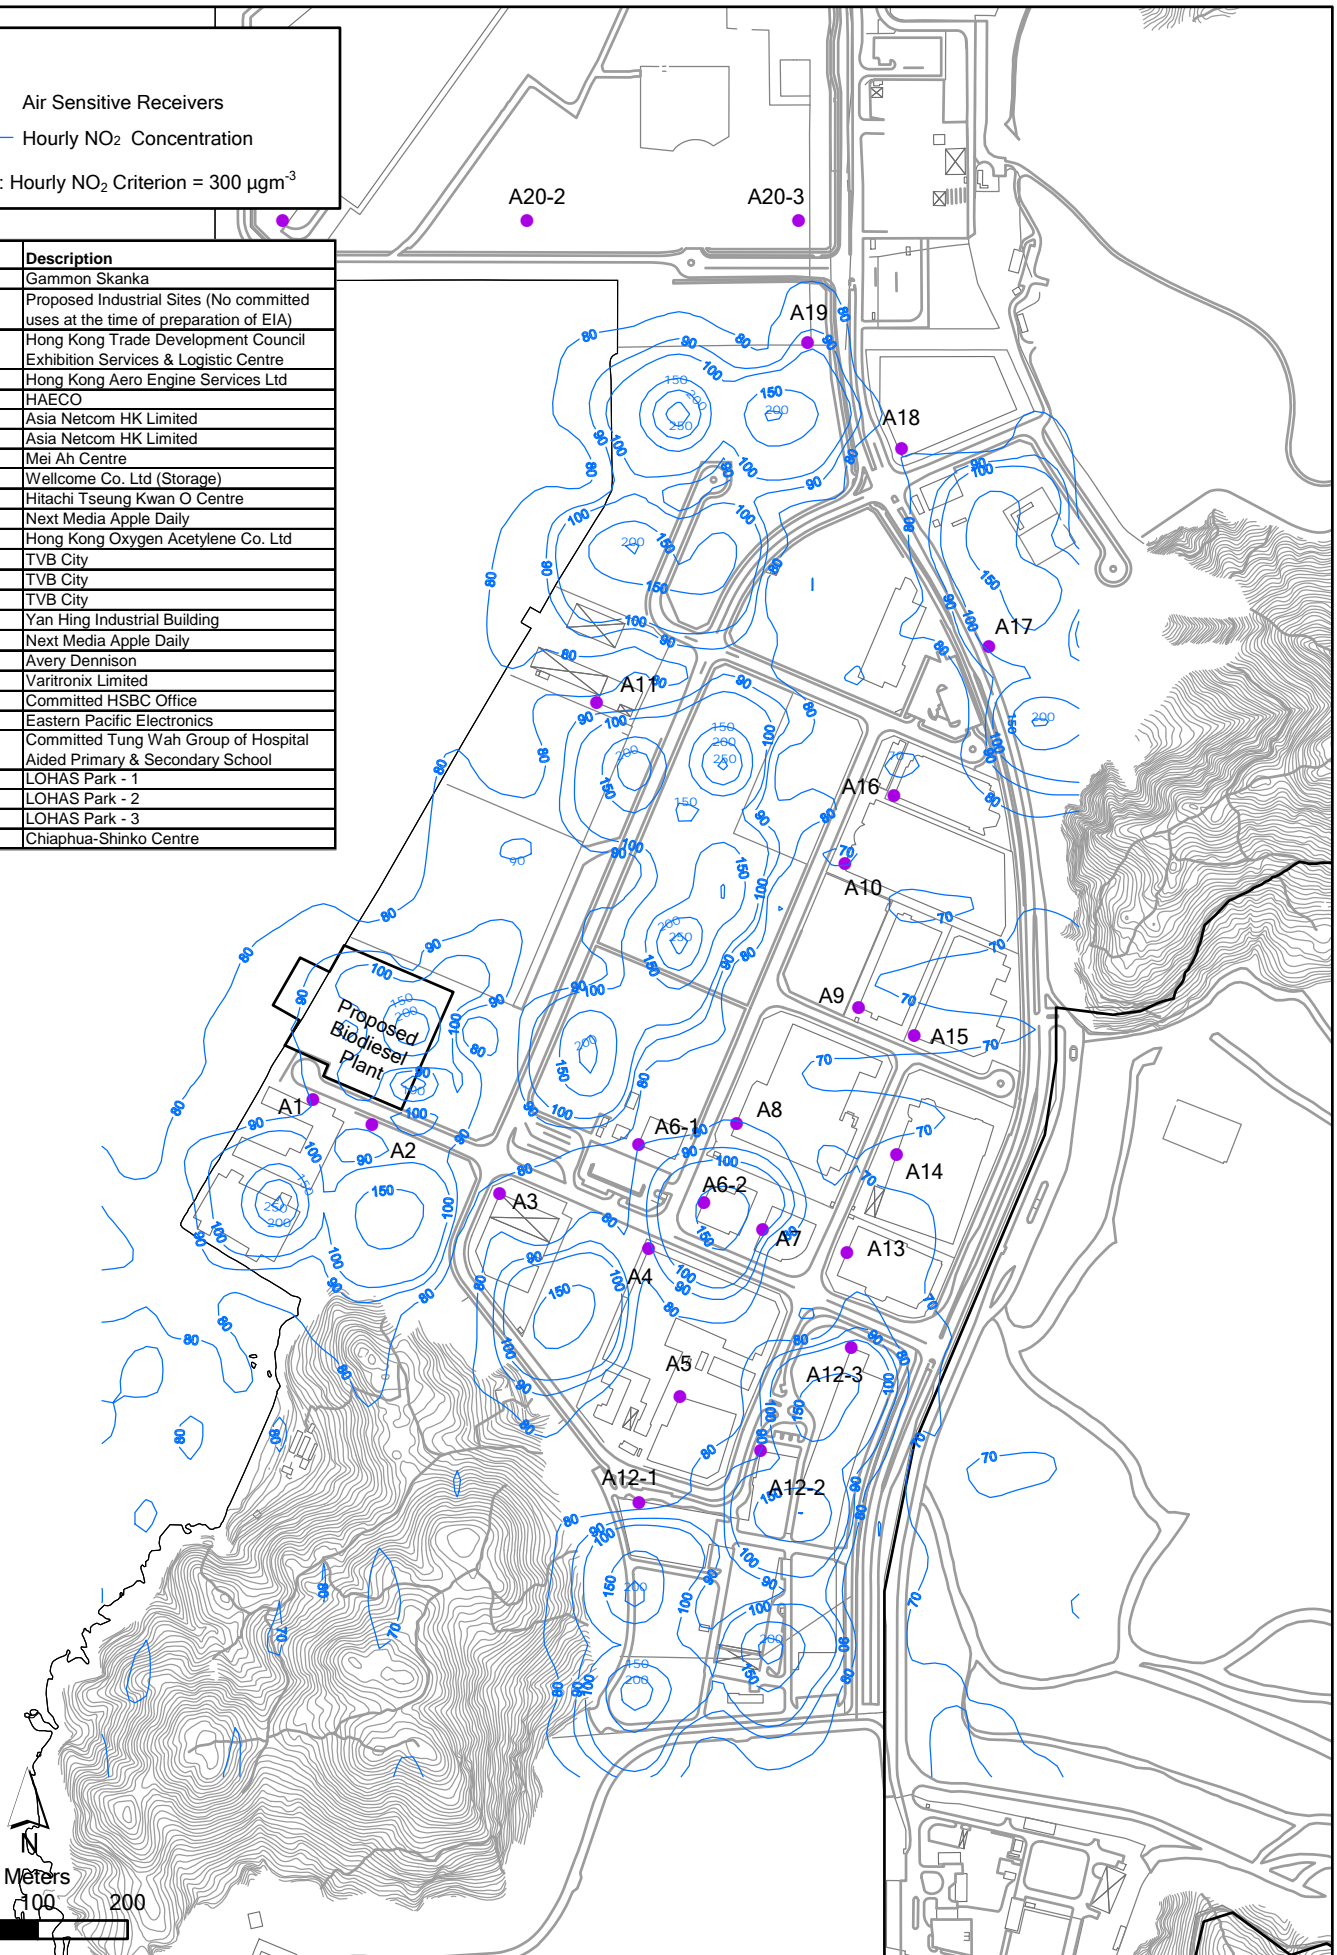 Air Sensitive Receivers
Hourly NO2 Concentration
: Hourly NO2 Criterion = 300 µgm-3
Description
Gammon Skanka
Proposed Industrial Sites (No committed
uses at the time of preparation of EIA)
Hong Kong Trade Development Council
Exhibition Services & Logistic Centre
Hong Kong Aero Engine Services Ltd
HAECO
Asia Netcom HK Limited
Asia Netcom HK Limited
Mei Ah Centre
Wellcome Co. Ltd (Storage)
Hitachi Tseung Kwan O Centre
Next Media Apple Daily
Hong Kong Oxygen Acetylene Co. Ltd
TVB City
TVB City
TVB City
Yan Hing Industrial Building
Next Media Apple Daily
Avery Dennison
Varitronix Limited
Committed HSBC Office
Eastern Pacific Electronics
Committed Tung Wah Group of Hospital
Aided Primary & Secondary School
LOHAS Park - 1
LOHAS Park - 2
LOHAS Park - 3
Chiaphua-Shinko Centre
A20-2
A20-3
A19
A18
A17
A11
A16
A10
A9
A15
Proposed
Biodiesel
Plant
A1
A2
A6-1
A8
A14
A3
A6-2
A7
A13
A4
A5
A12-3
A12-1
A12-2
N
Meters
100 200